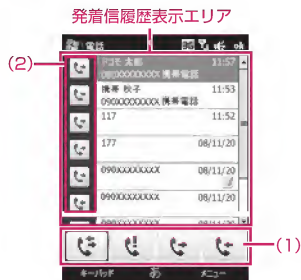 発着信履歴表示エリア
電話
(2)
ドコモ 太郎 11:57
090XXXXXXXX 携帯電話
携帯 秋子 11:53
090XXXXXXXX 携帯電話
117 11:52
177 08/11/20
090XXXXXXXX 08/11/20
090XXXXXXXX 08/11/20
(1)
キーパッド あ メニュー